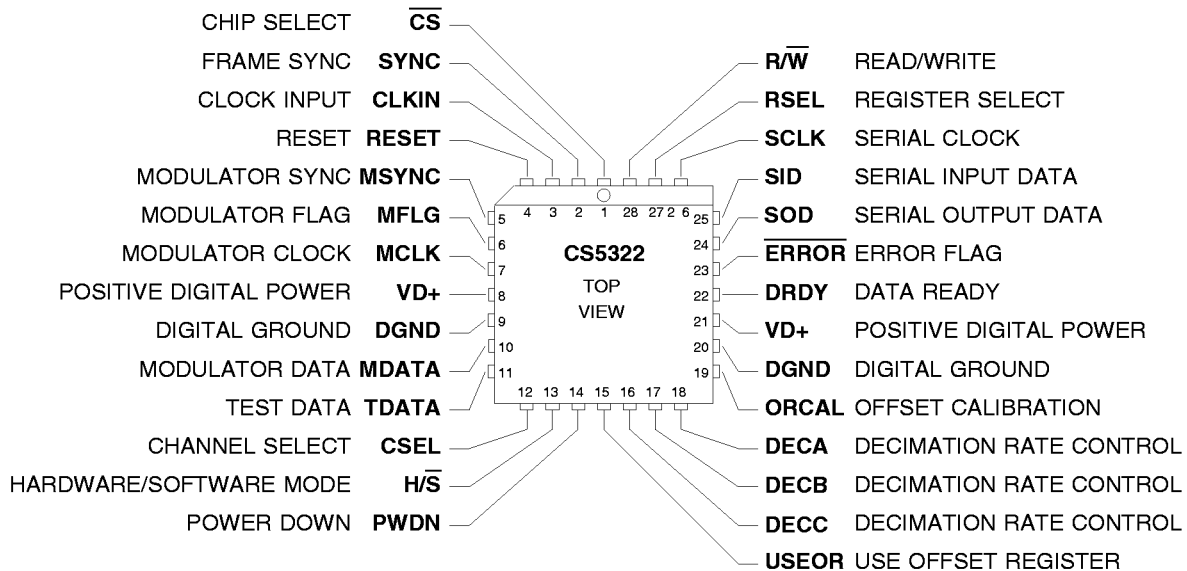 CHIP SELECT C̅S̅
FRAME SYNC SYNC
CLOCK INPUT CLKIN
RESET RESET
MODULATOR SYNC MSYNC
MODULATOR FLAG MFLG
MODULATOR CLOCK MCLK
POSITIVE DIGITAL POWER VD+
DIGITAL GROUND DGND
MODULATOR DATA MDATA
TEST DATA TDATA
CHANNEL SELECT CSEL
HARDWARE/SOFTWARE MODE H/S̅
POWER DOWN PWDN
4 3 2 1 28 27 2 6
5
6
7
8
9
10
11
CS5322
TOP
VIEW
25
24
23
22
21
20
19
12 13 14 15 16 17 18
R/W̅ READ/WRITE
RSEL REGISTER SELECT
SCLK SERIAL CLOCK
SID SERIAL INPUT DATA
SOD SERIAL OUTPUT DATA
E̅R̅R̅O̅R̅ ERROR FLAG
DRDY DATA READY
VD+ POSITIVE DIGITAL POWER
DGND DIGITAL GROUND
ORCAL OFFSET CALIBRATION
DECA DECIMATION RATE CONTROL
DECB DECIMATION RATE CONTROL
DECC DECIMATION RATE CONTROL
USEOR USE OFFSET REGISTER